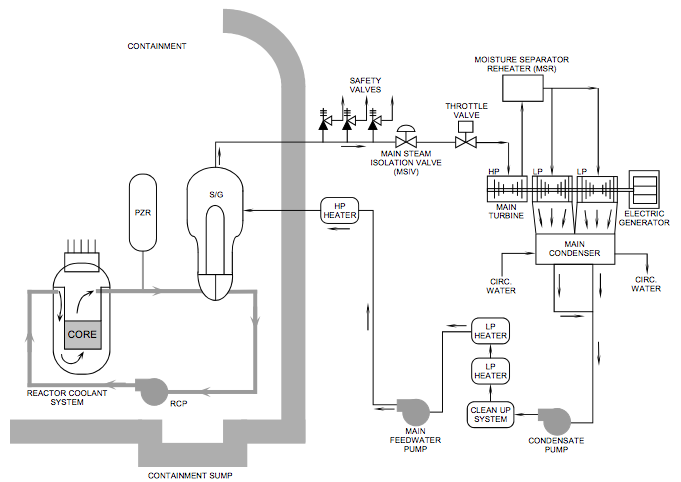 CONTAINMENT
MOISTURE SEPARATOR
REHEATER (MSR)
SAFETY
VALVES
THROTTLE
VALVE
MAIN STEAM
ISOLATION VALVE
(MSIV)
HP
LP
LP
S/G
PZR
HP
HEATER
MAIN
TURBINE
ELECTRIC
GENERATOR
MAIN
CONDENSER
CIRC.
WATER
CIRC.
WATER
CORE
LP
HEATER
LP
HEATER
REACTOR COOLANT
SYSTEM
RCP
CLEAN UP
SYSTEM
MAIN
FEEDWATER
PUMP
CONDENSATE
PUMP
CONTAINMENT SUMP